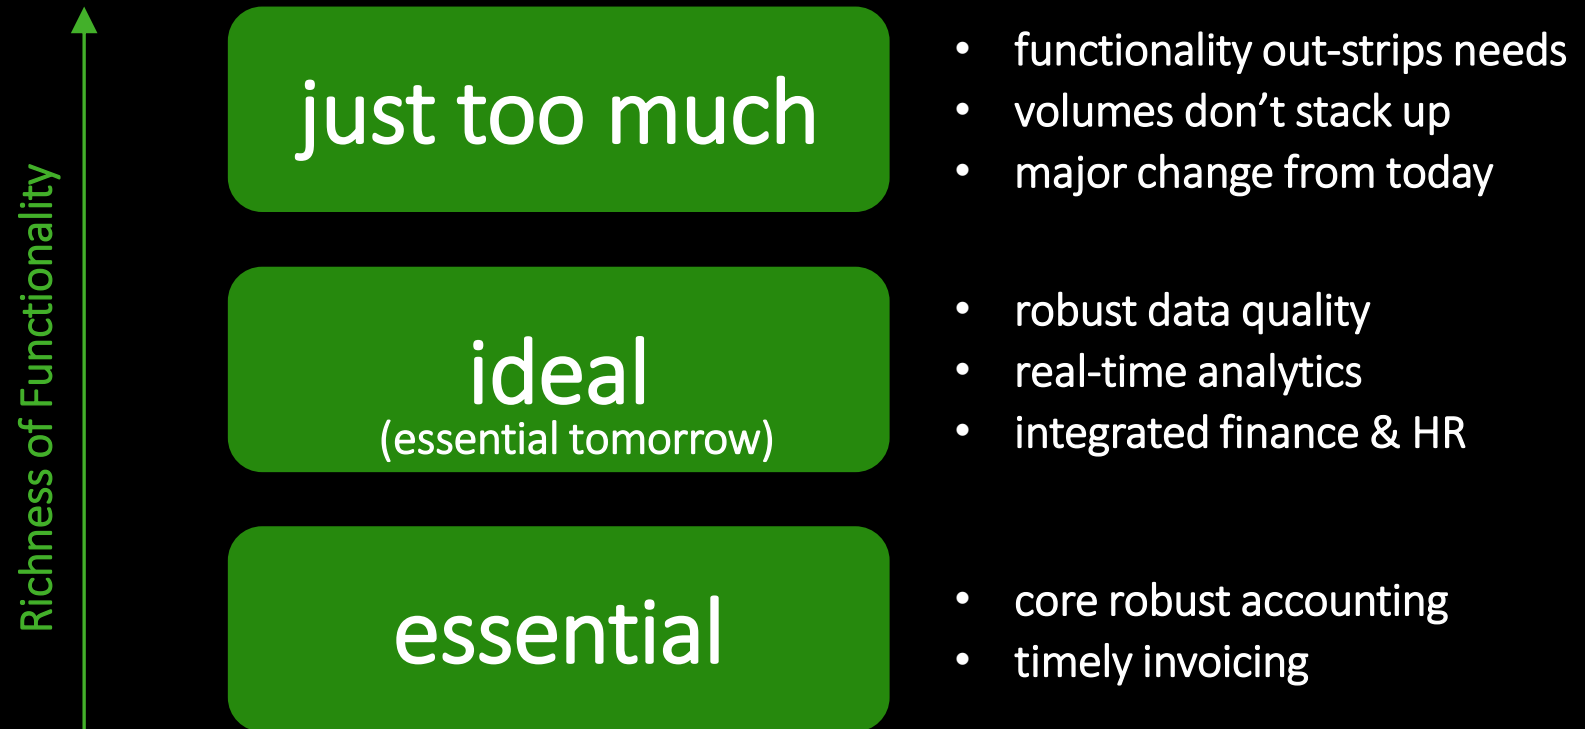 Richness of Functionality
just too much
• functionality out-strips needs
• volumes don’t stack up
• major change from today
ideal
(essential tomorrow)
• robust data quality
• real-time analytics
• integrated finance & HR
essential
• core robust accounting
• timely invoicing